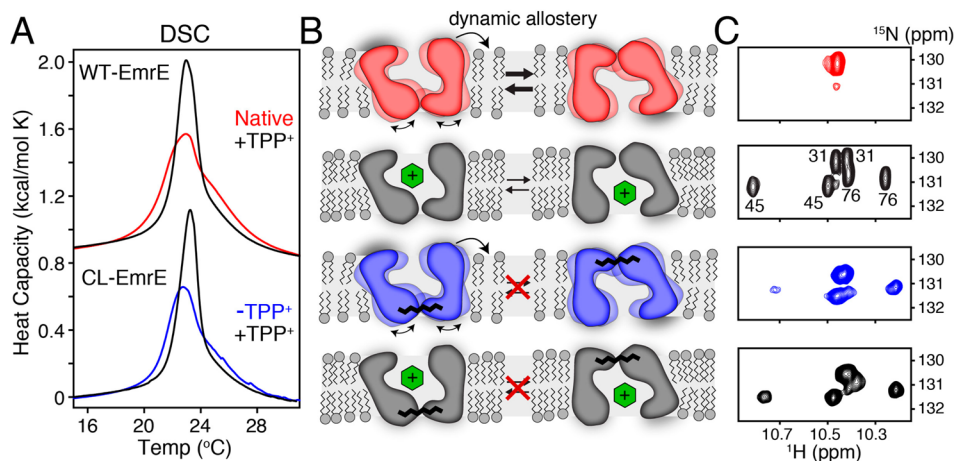 A
DSC
Heat Capacity (kcal/mol K)
2.0
1.6
1.2
0.8
0.4
0
WT-EmrE
Native
+TPP⁺
CL-EmrE
-TPP⁺
+TPP⁺
16
20
24
28
Temp (°C)
B
dynamic allostery
+
+
+
+
C
¹⁵N (ppm)
130
131
132
31
31
45
45
76
76
130
131
132
130
131
132
130
131
132
10.7
10.5
10.3
¹H (ppm)